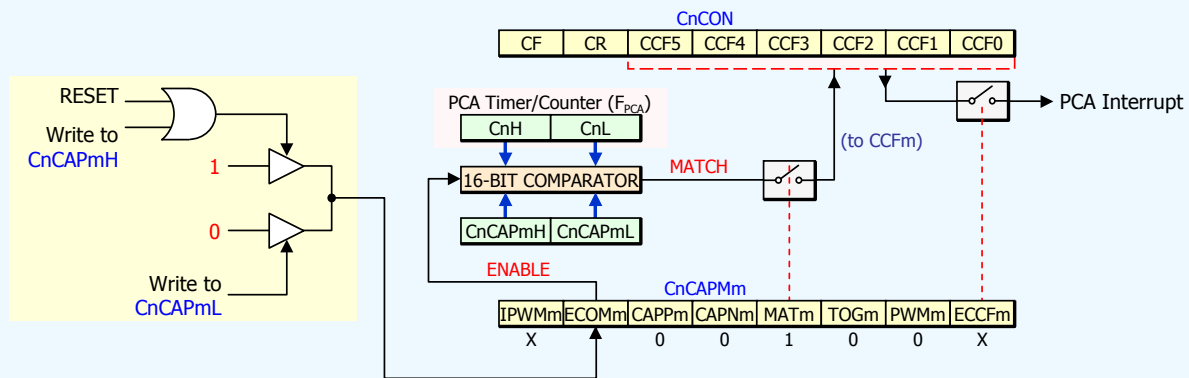 CnCON
CF CR CCF5 CCF4 CCF3 CCF2 CCF1 CCF0
RESET
Write to
CnCAPmH
1
0
Write to
CnCAPmL
PCA Timer/Counter (FPCA)
CnH CnL
16-BIT COMPARATOR
CnCAPmH CnCAPmL
MATCH
(to CCFm)
PCA Interrupt
ENABLE
CnCAPMm
IPWMm ECOMm CAPPm CAPNm MATm TOGm PWMm ECCFm
X 0 0 1 0 0 X